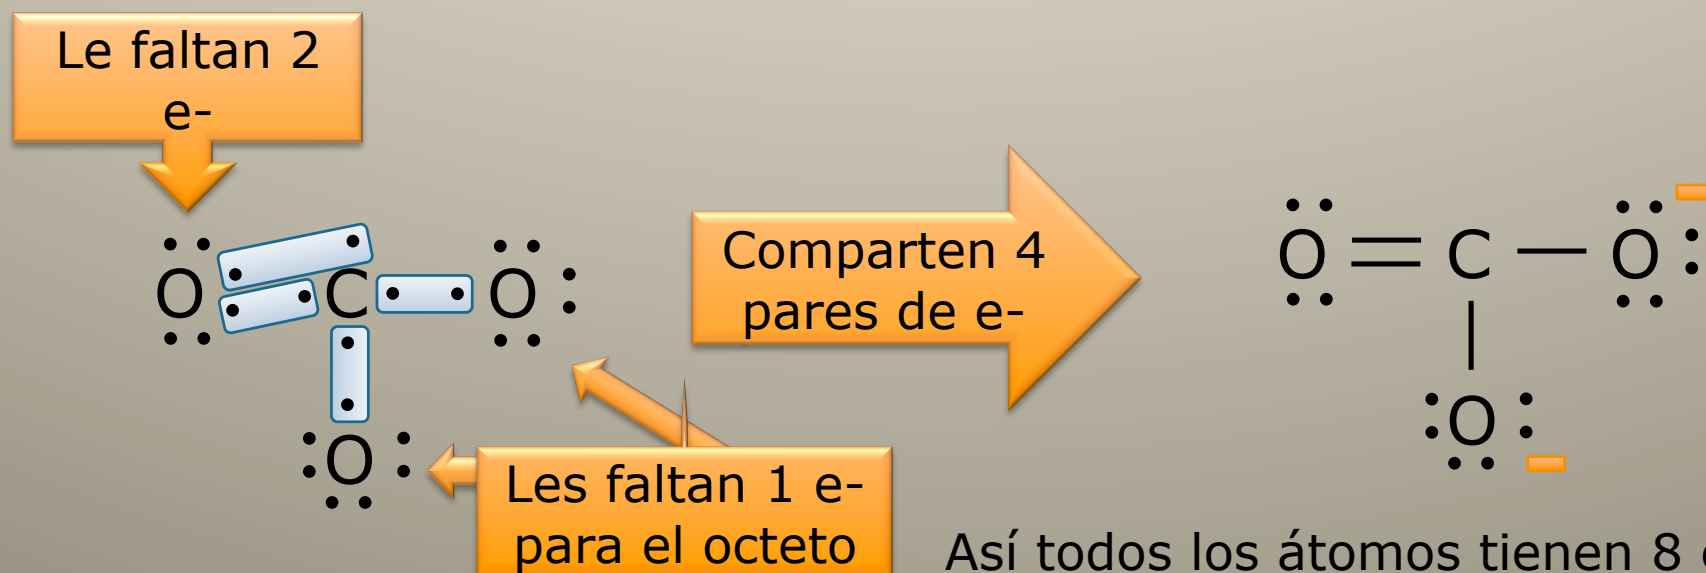 Le faltan 2
e-
O C O
O
Les faltan 1 e-
para el octeto
Comparten 4
pares de e-
O = C — O
|
O
Así todos los átomos tienen 8